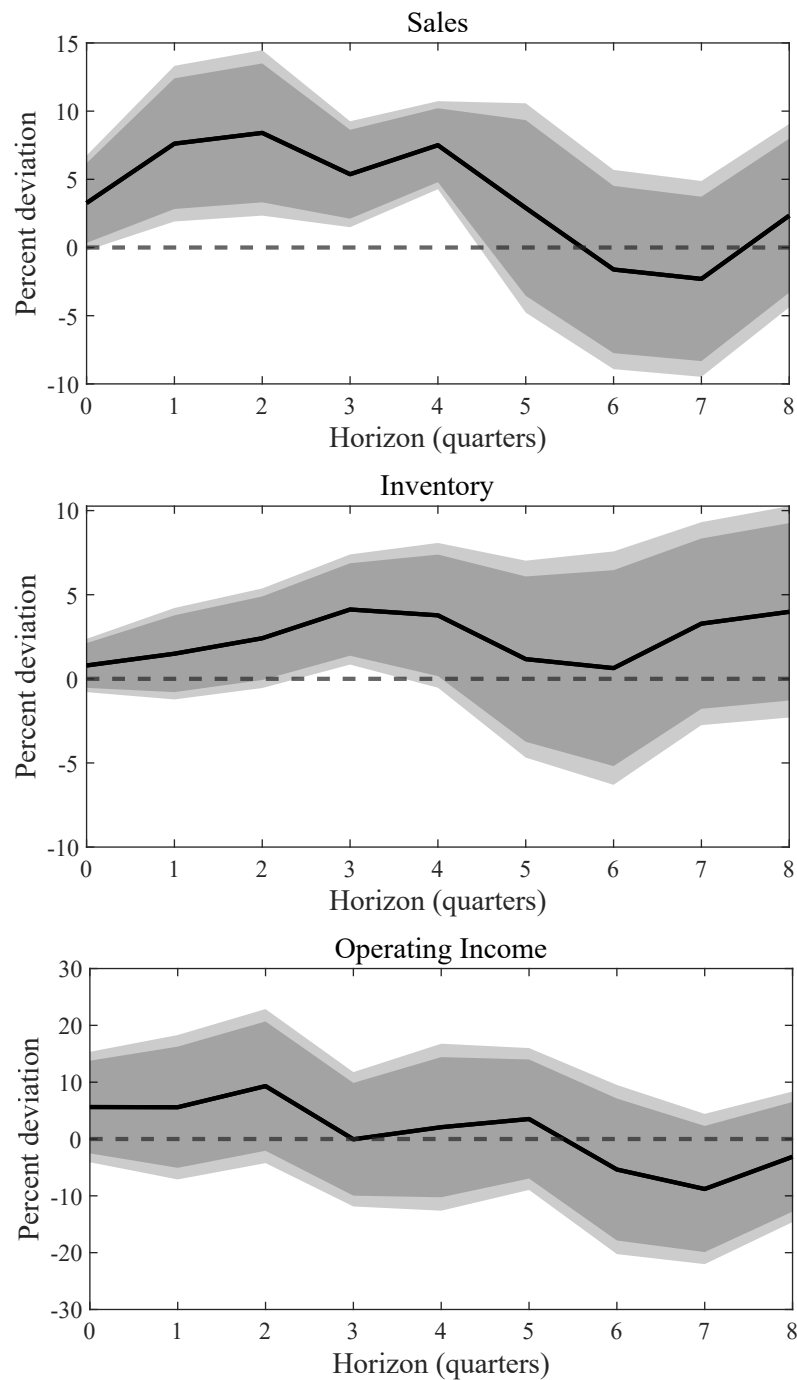 Sales
15
10
5
0
-5
-10
Percent deviation
0 1 2 3 4 5 6 7 8
Horizon (quarters)
Inventory
10
5
0
-5
-10
Percent deviation
0 1 2 3 4 5 6 7 8
Horizon (quarters)
Operating Income
30
20
10
0
-10
-20
-30
Percent deviation
0 1 2 3 4 5 6 7 8
Horizon (quarters)